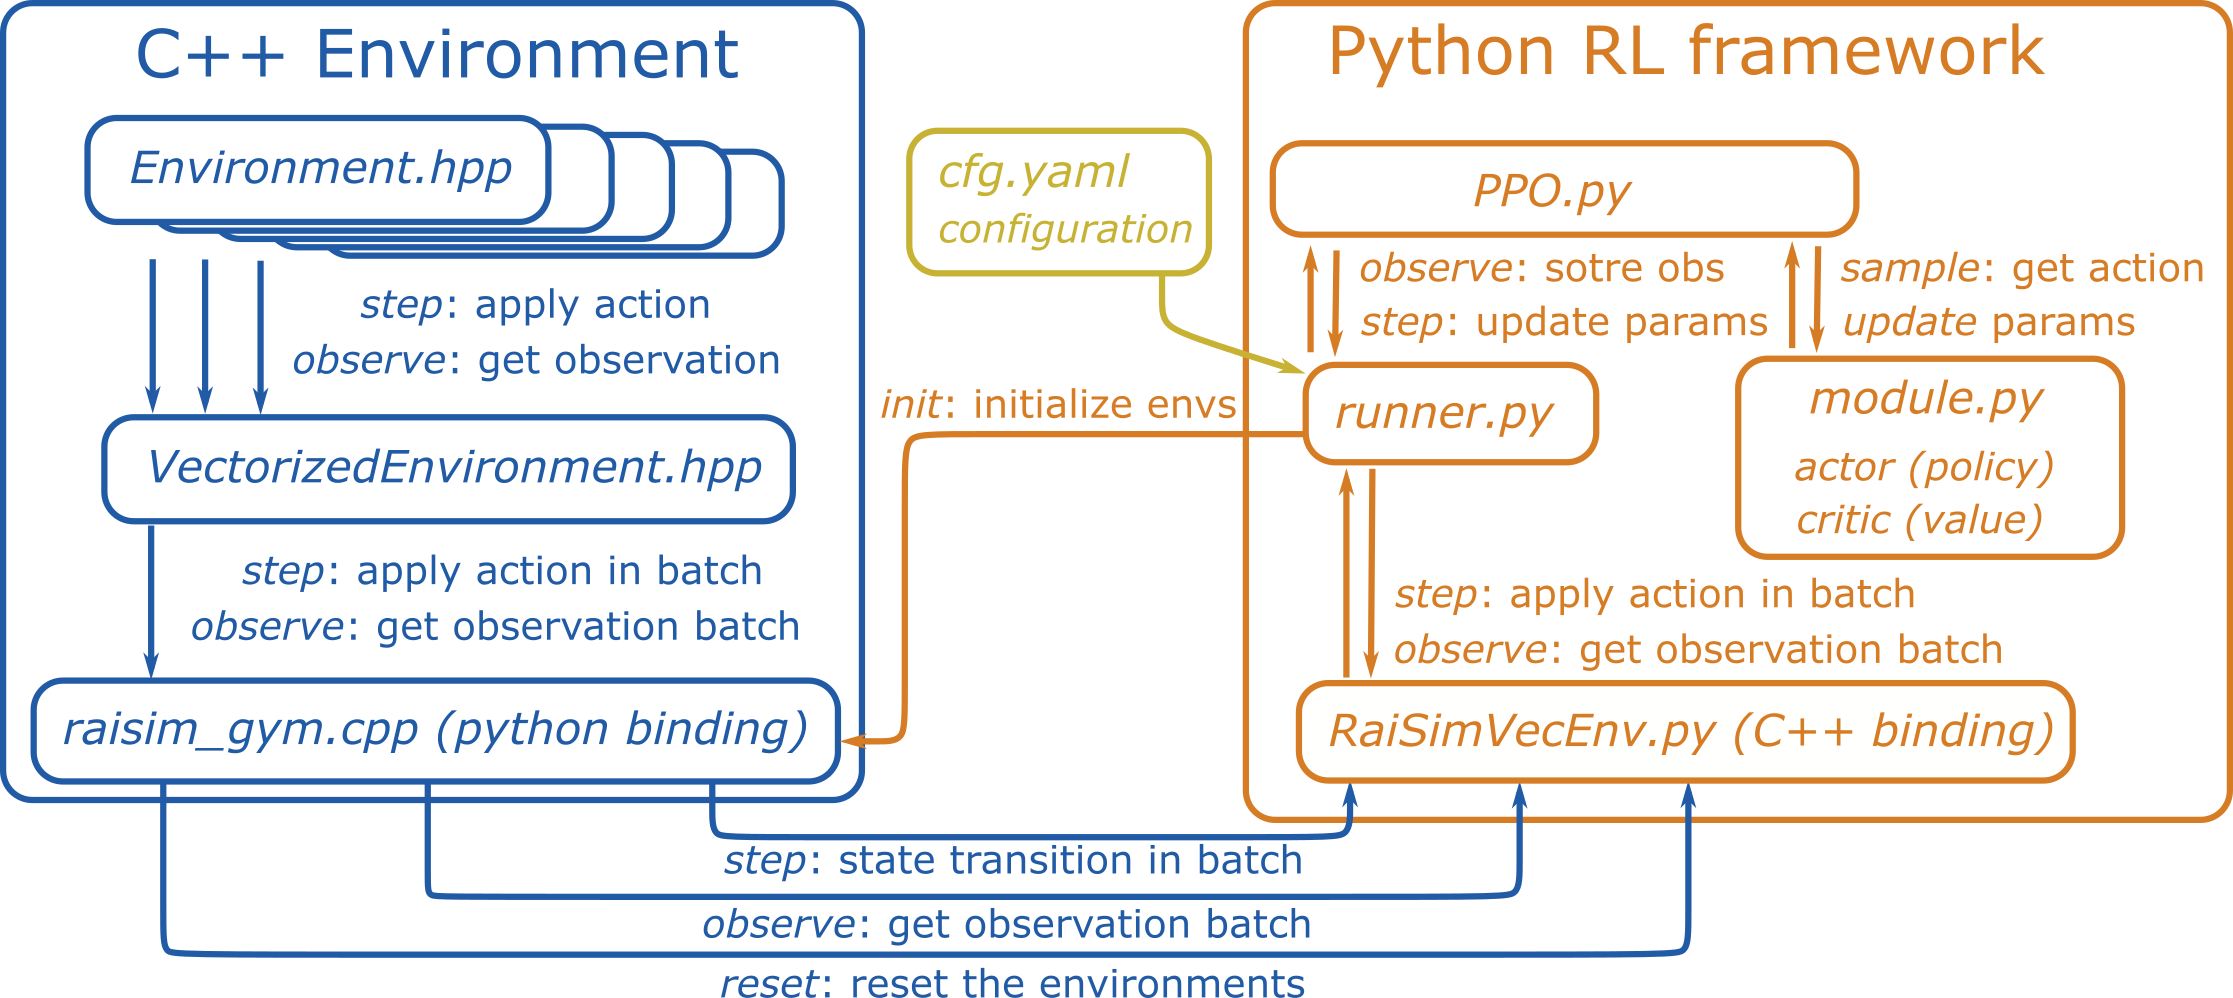 C++ Environment
Environment.hpp
step: apply action
observe: get observation
VectorizedEnvironment.hpp
step: apply action in batch
observe: get observation batch
raisim_gym.cpp (python binding)
cfg.yaml
configuration
init: initialize envs
Python RL framework
PPO.py
observe: sotre obs
step: update params
sample: get action
update params
runner.py
module.py
actor (policy)
critic (value)
step: apply action in batch
observe: get observation batch
RaiSimVecEnv.py (C++ binding)
step: state transition in batch
observe: get observation batch
reset: reset the environments